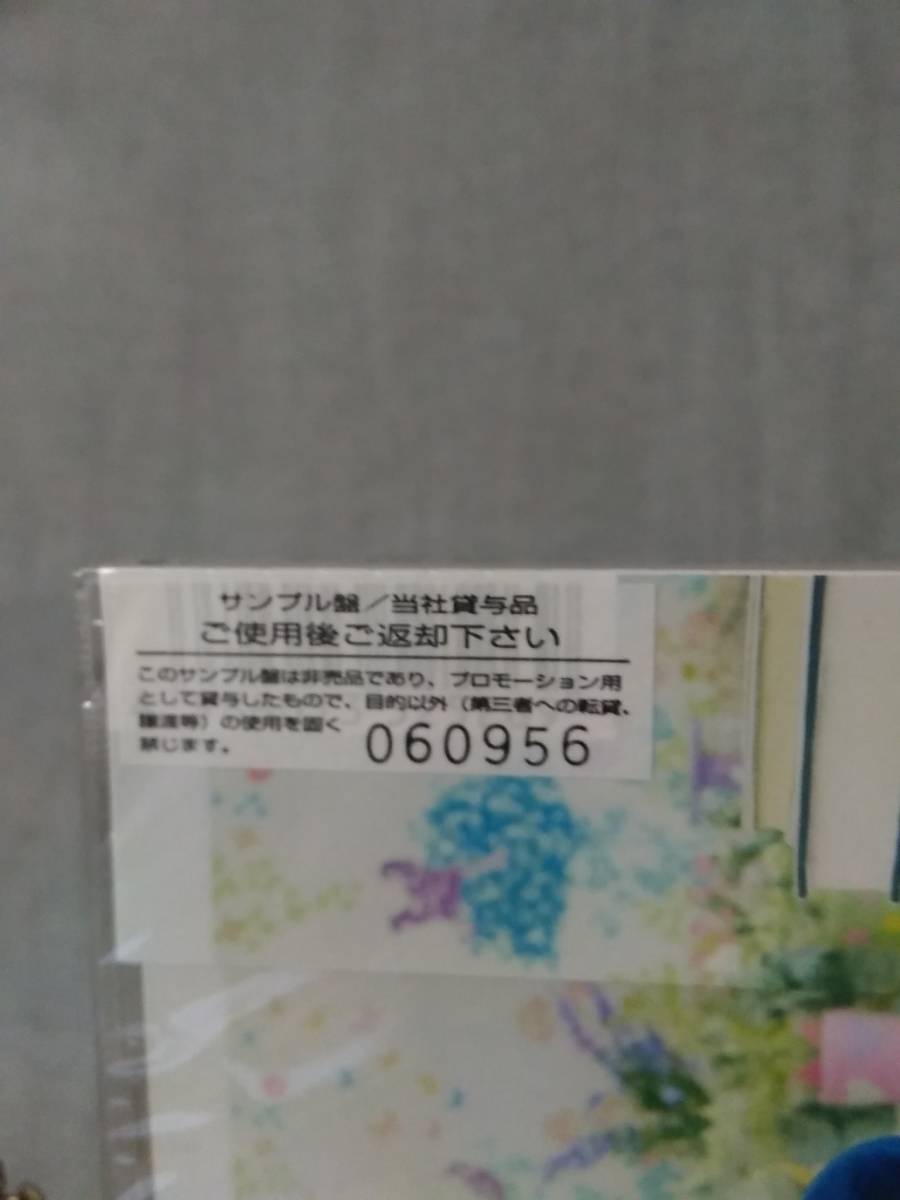 サンプル盤/当社貸与品
ご使用後ご返却下さい
このサンプル盤は非売品であり、プロモーション用
として貸与したもので、目的以外（第三者への転貸、
譲渡等）の使用を固く
禁じます。
060956